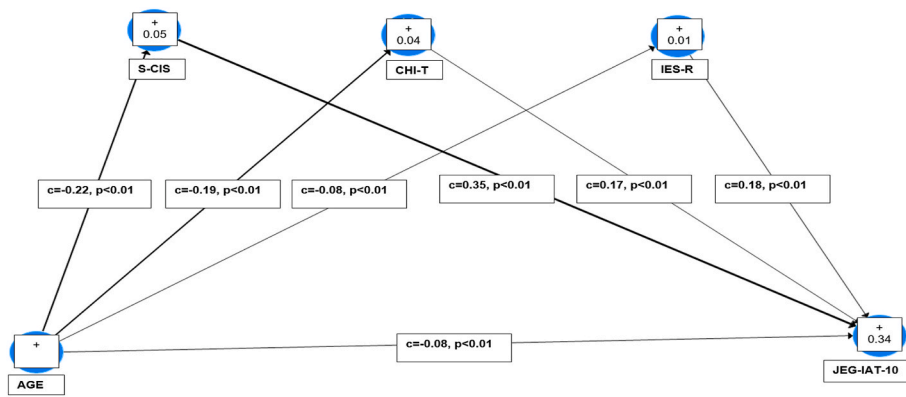 +
0.05
S-CIS
+
0.04
CHI-T
+
0.01
IES-R
c=-0.22, p<0.01
c=-0.19, p<0.01
c=-0.08, p<0.01
c=0.35, p<0.01
c=0.17, p<0.01
c=0.18, p<0.01
+
AGE
c=-0.08, p<0.01
+
0.34
JEG-IAT-10